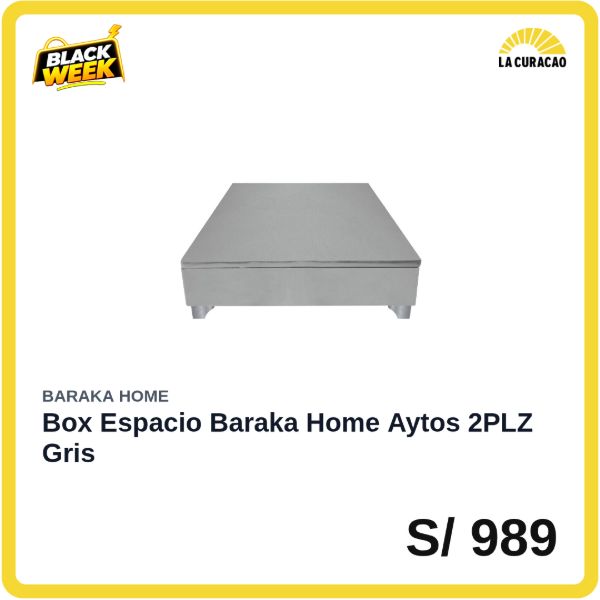 BLACK
WEEK
LA CURACAO
BARAKA HOME
Box Espacio Baraka Home Aytos 2PLZ
Gris
S/ 989